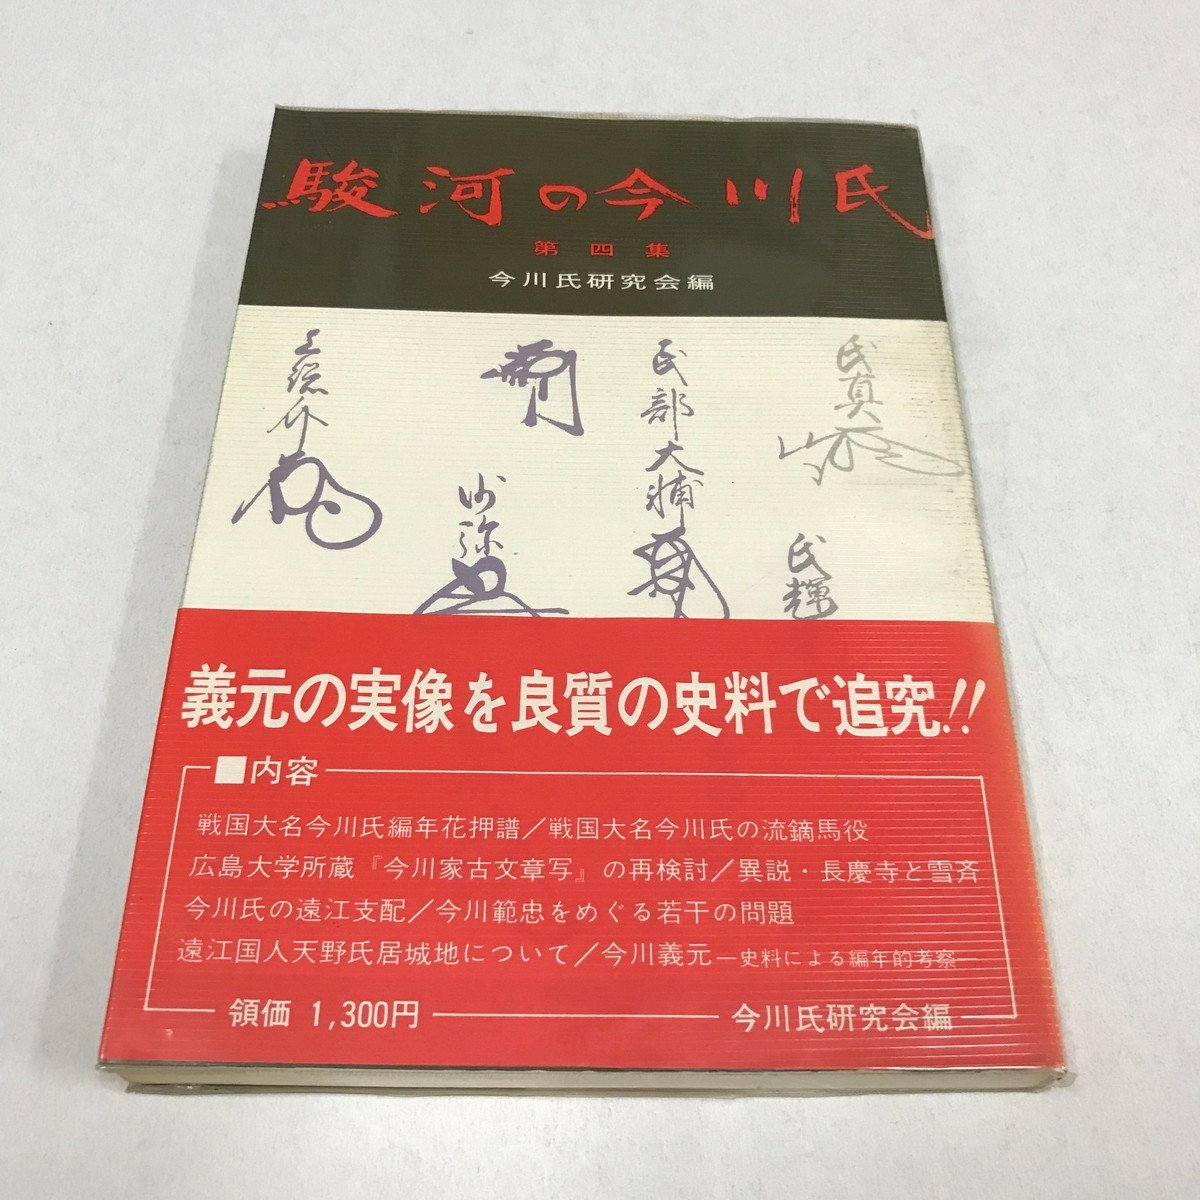 駿河の今川氏
第四集
今川氏研究会編
上総介
沙弥
民部大輔
氏真
氏輝
義元の実像を良質の史料で追究!!
■内容
戦国大名今川氏編年花押譜／戦国大名今川氏の流鏑馬役
広島大学所蔵『今川家古文章写』の再検討／異説・長慶寺と雪斉
今川氏の遠江支配／今川範忠をめぐる若干の問題
遠江国人天野氏居城地について／今川義元―史料による編年的考察―
領価 1,300円
今川氏研究会編